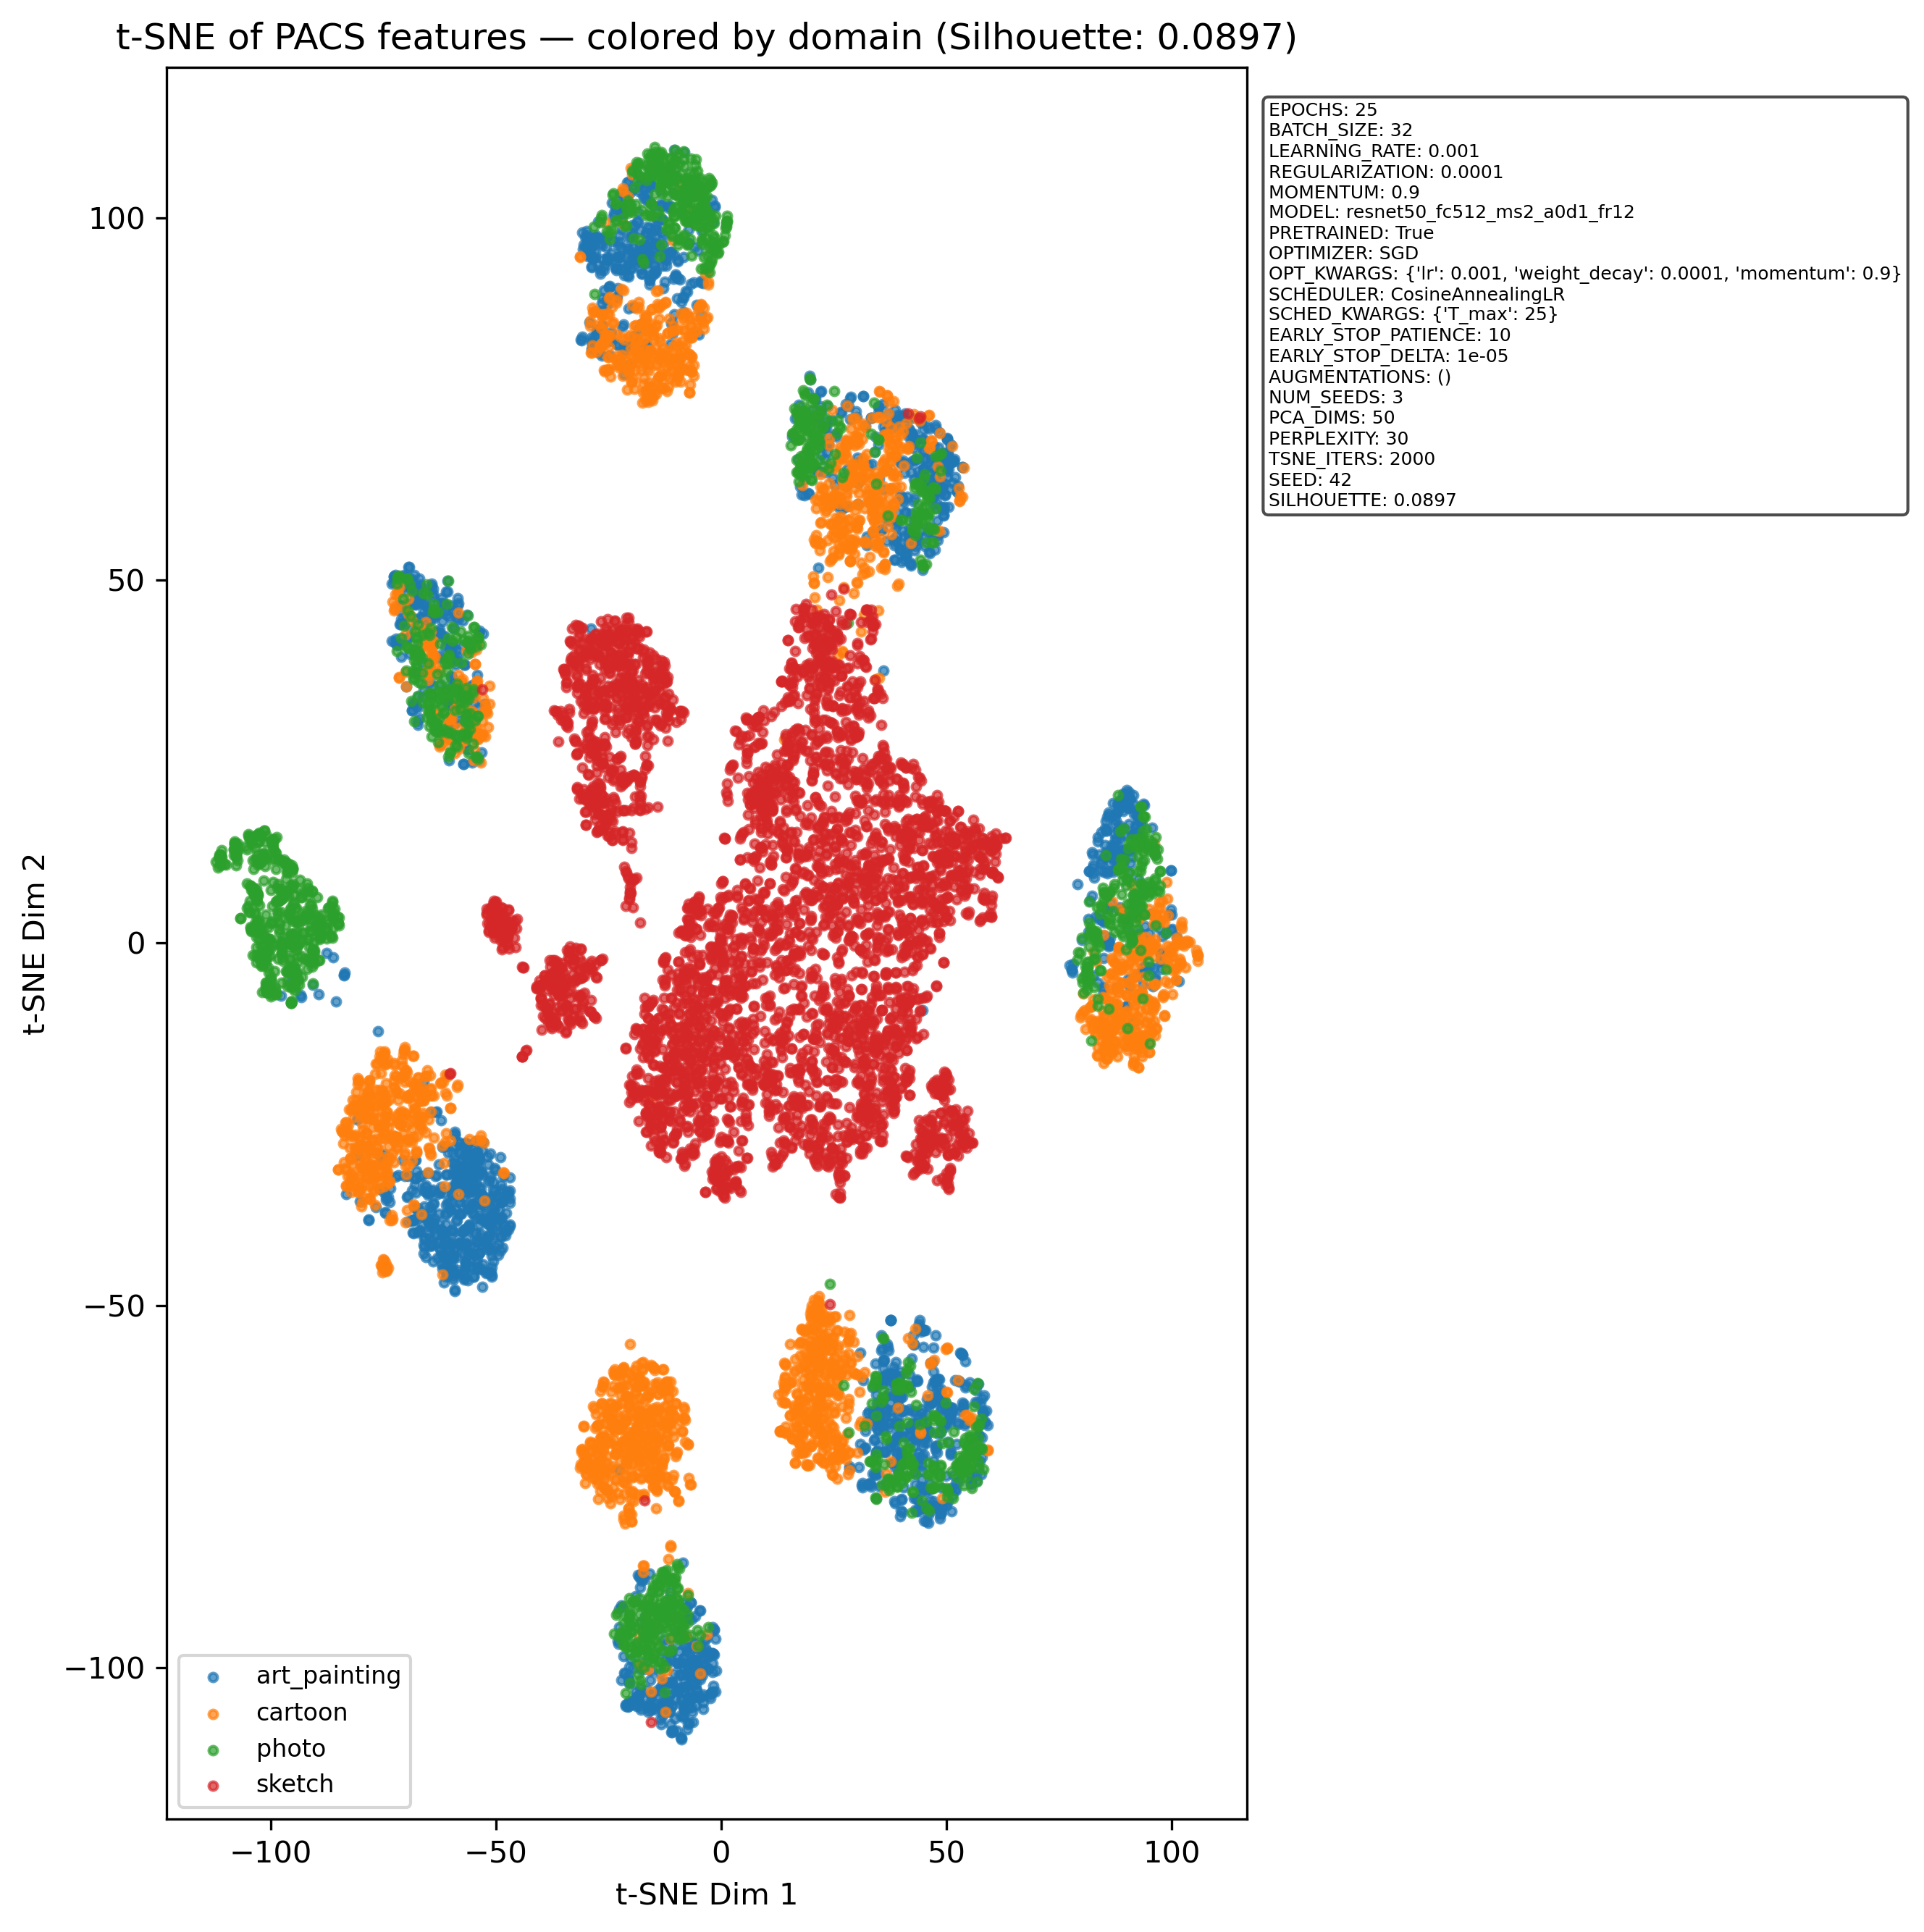 t-SNE of PACS features — colored by domain (Silhouette: 0.0897)
EPOCHS: 25
BATCH_SIZE: 32
LEARNING_RATE: 0.001
REGULARIZATION: 0.0001
MOMENTUM: 0.9
MODEL: resnet50_fc512_ms2_a0d1_fr12
PRETRAINED: True
OPTIMIZER: SGD
OPT_KWARGS: {'lr': 0.001, 'weight_decay': 0.0001, 'momentum': 0.9}
SCHEDULER: CosineAnnealingLR
SCHED_KWARGS: {'T_max': 25}
EARLY_STOP_PATIENCE: 10
EARLY_STOP_DELTA: 1e-05
AUGMENTATIONS: ()
NUM_SEEDS: 3
PCA_DIMS: 50
PERPLEXITY: 30
TSNE_ITERS: 2000
SEED: 42
SILHOUETTE: 0.0897
100
50
0
−50
−100
t-SNE Dim 2
art_painting
cartoon
photo
sketch
−100
−50
0
50
100
t-SNE Dim 1